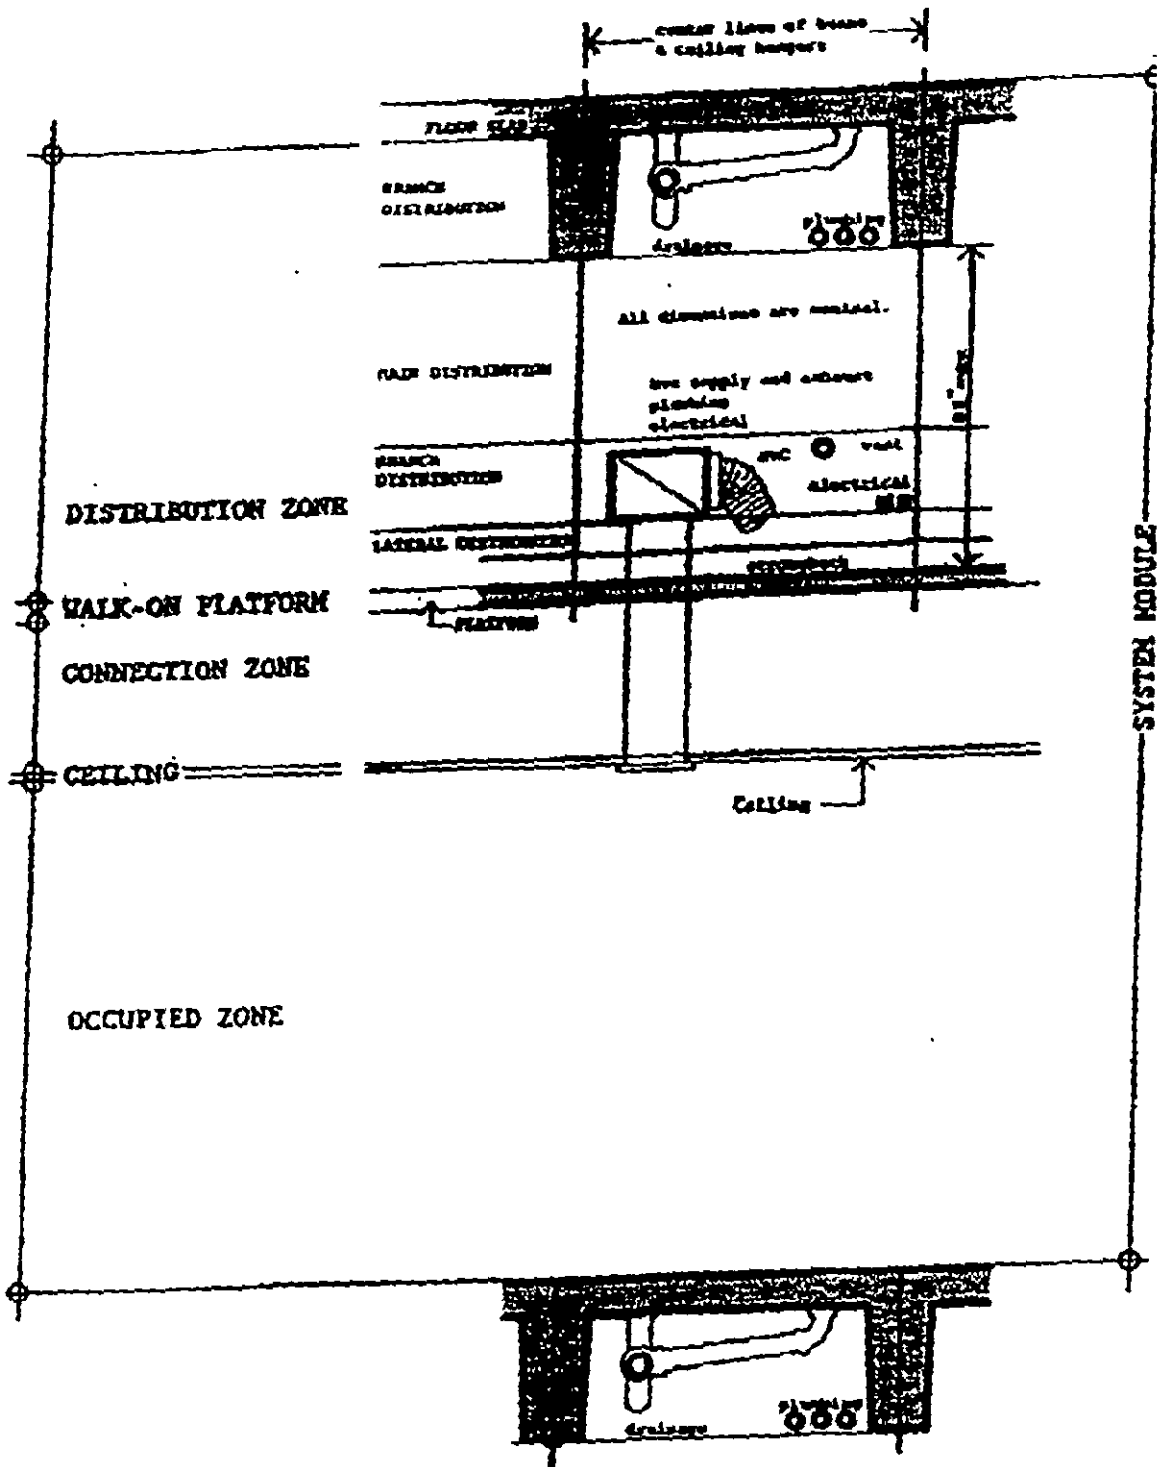 center lines of beams
& ceiling hangers
FLOOR SLAB
BRANCH
DISTRIBUTION
plumbing
drainage
All dimensions are nominal.
MAIN DISTRIBUTION
hvc supply and exhaust
plumbing
electrical
BRANCH
DISTRIBUTION
HVC
vent
electrical
DISTRIBUTION ZONE
LATERAL DISTRIBUTION
WALK-ON PLATFORM
PLATFORM
CONNECTION ZONE
SYSTEM MODULE
CEILING
Ceiling
OCCUPIED ZONE
plumbing
drainage